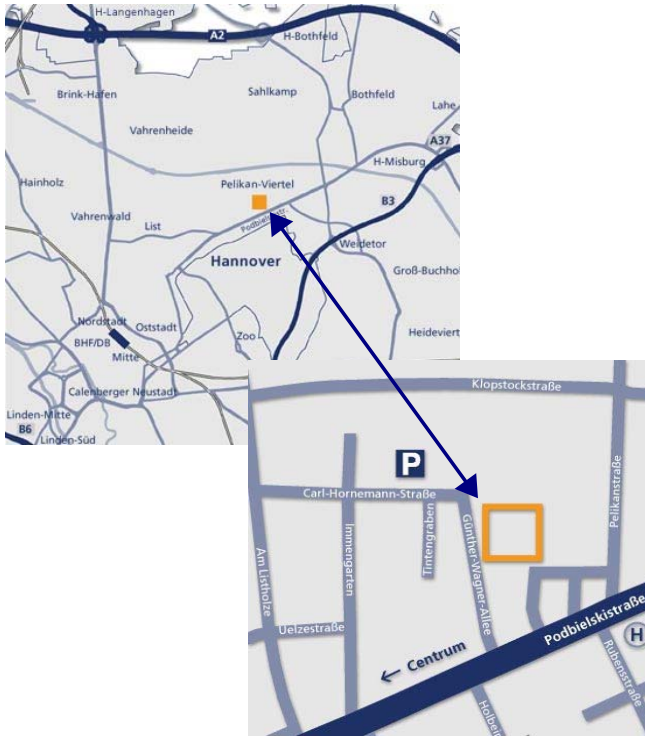 H-Langenhagen
A2
H-Bothfeld
Brink-Hafen
Sahlkamp
Bothfeld
Lahe
Vahrenheide
A37
H-Misburg
Hainholz
Pelikan-Viertel
B3
Vahrenwald
List
Podbielskistr.
Weidetor
Hannover
Groß-Buchhol
Nordstadt
Oststadt
Zoo
Heideviert
BHF/DB
Mitte
Calenberger Neustadt
Linden-Mitte
B6
Linden-Süd
Klopstockstraße
P
Carl-Hornemann-Straße
Pelikanstraße
Immengarten
Tintengraben
Günther-Wagner-Allee
Am Listholze
Uelzestraße
Podbielskistraße
H
← Centrum
Rubensstraße
Holbein